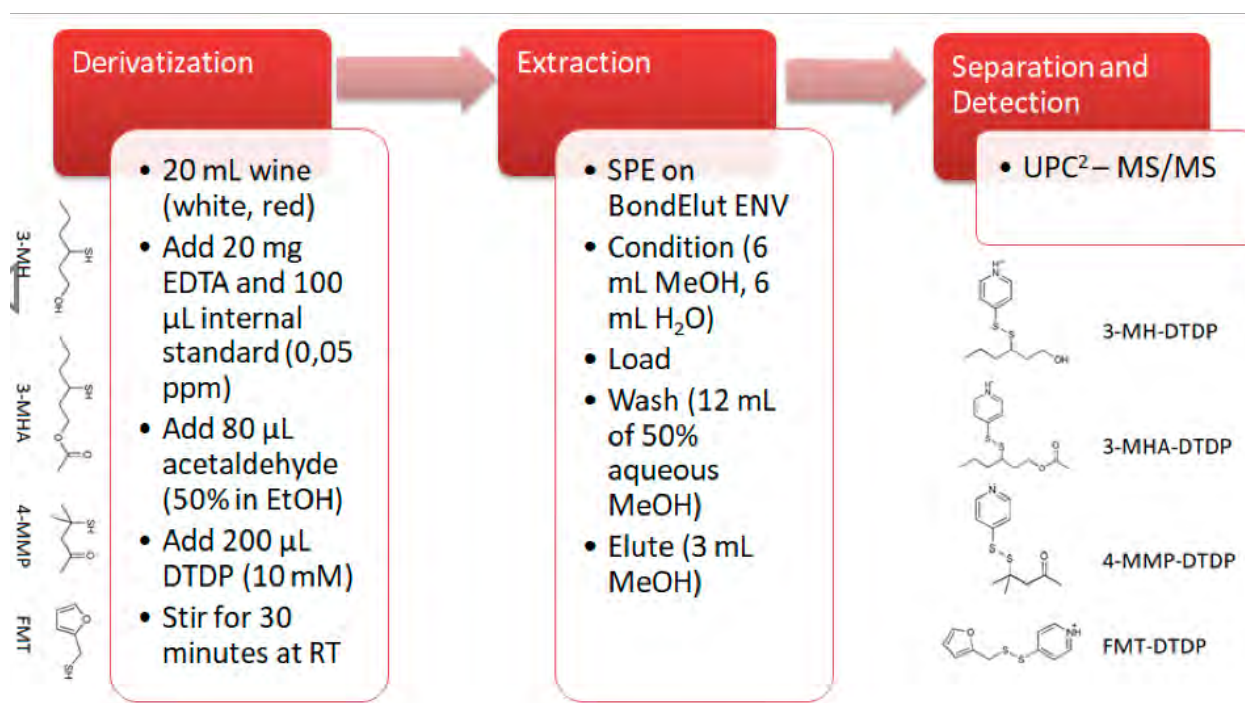 Derivatization
• 20 mL wine
(white, red)
• Add 20 mg
EDTA and 100
µL internal
standard (0,05
ppm)
• Add 80 µL
acetaldehyde
(50% in EtOH)
• Add 200 µL
DTDP (10 mM)
• Stir for 30
minutes at RT
3-MH
SH
OH
3-MHA
SH
O
O
4-MMP
SH
O
FMT
O
SH
Extraction
• SPE on
BondElut ENV
• Condition (6
mL MeOH, 6
mL H₂O)
• Load
• Wash (12 mL
of 50%
aqueous
MeOH)
• Elute (3 mL
MeOH)
Separation and
Detection
• UPC² – MS/MS
S
S
OH
3-MH-DTDP
S
S
O
O
3-MHA-DTDP
N
S
S
O
4-MMP-DTDP
O
S
S
NH
+
FMT-DTDP